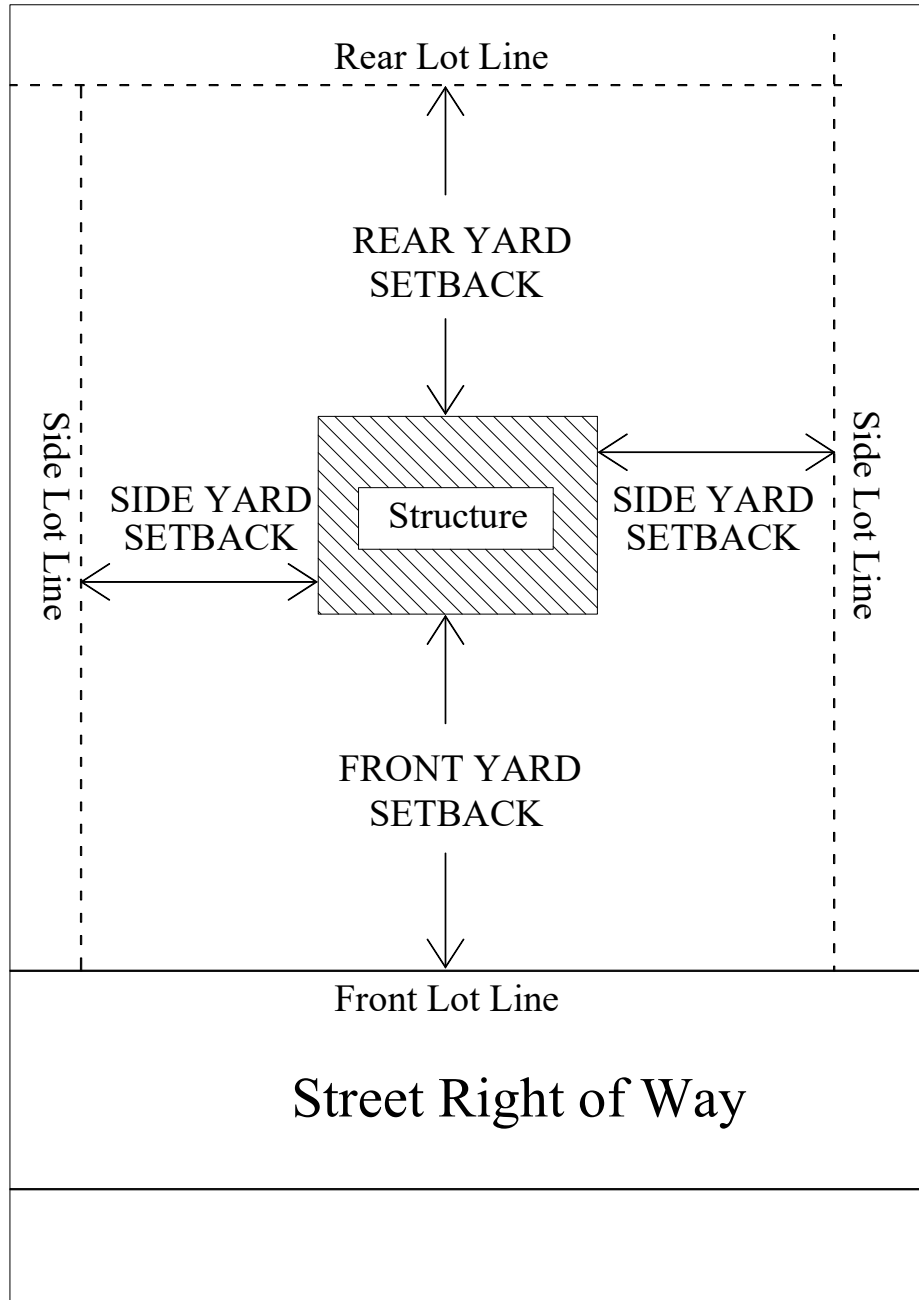 Rear Lot Line
REAR YARD
SETBACK
Side Lot Line
SIDE YARD
SETBACK
Structure
SIDE YARD
SETBACK
Side Lot Line
FRONT YARD
SETBACK
Front Lot Line
Street Right of Way